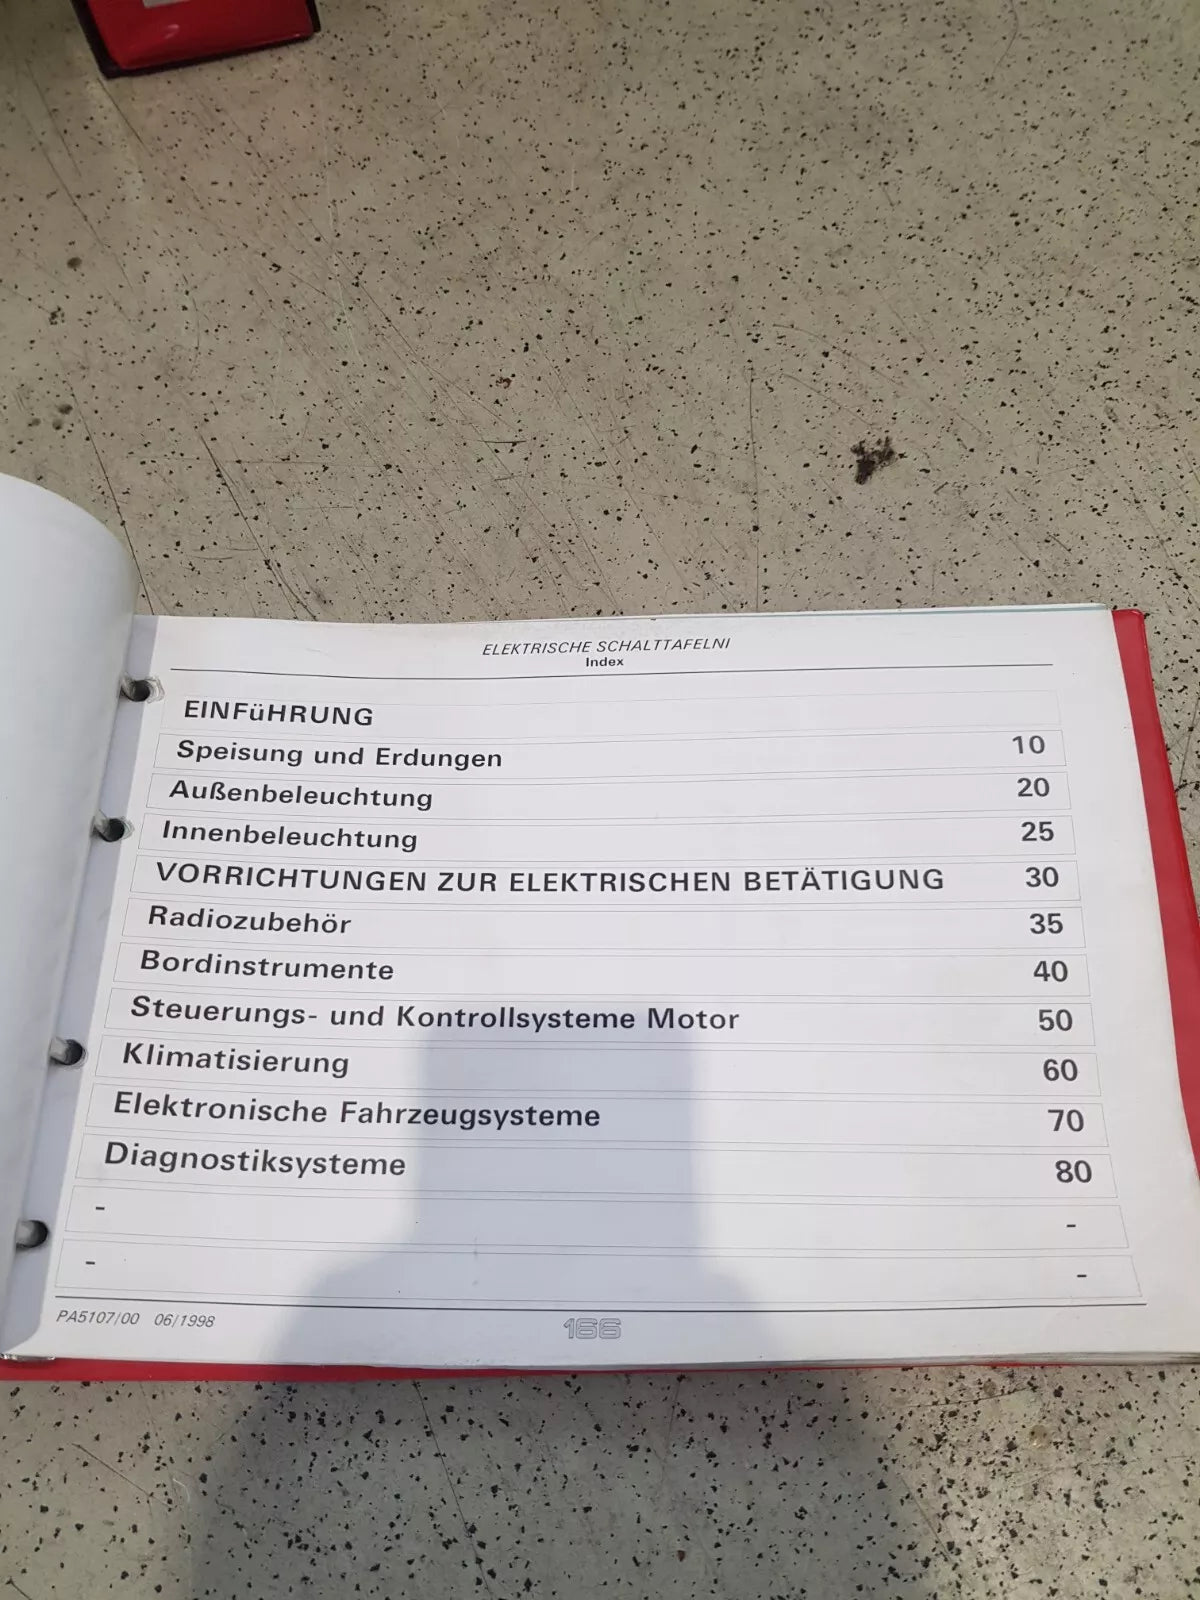 ELEKTRISCHE SCHALTTAFELNI
Index
EINFüHRUNG
Speisung und Erdungen 10
Außenbeleuchtung 20
Innenbeleuchtung 25
VORRICHTUNGEN ZUR ELEKTRISCHEN BETÄTIGUNG 30
Radiozubehör 35
Bordinstrumente 40
Steuerungs- und Kontrollsysteme Motor 50
Klimatisierung 60
Elektronische Fahrzeugsysteme 70
Diagnostiksysteme 80
- -
- -
PA5107/00 06/1998 166